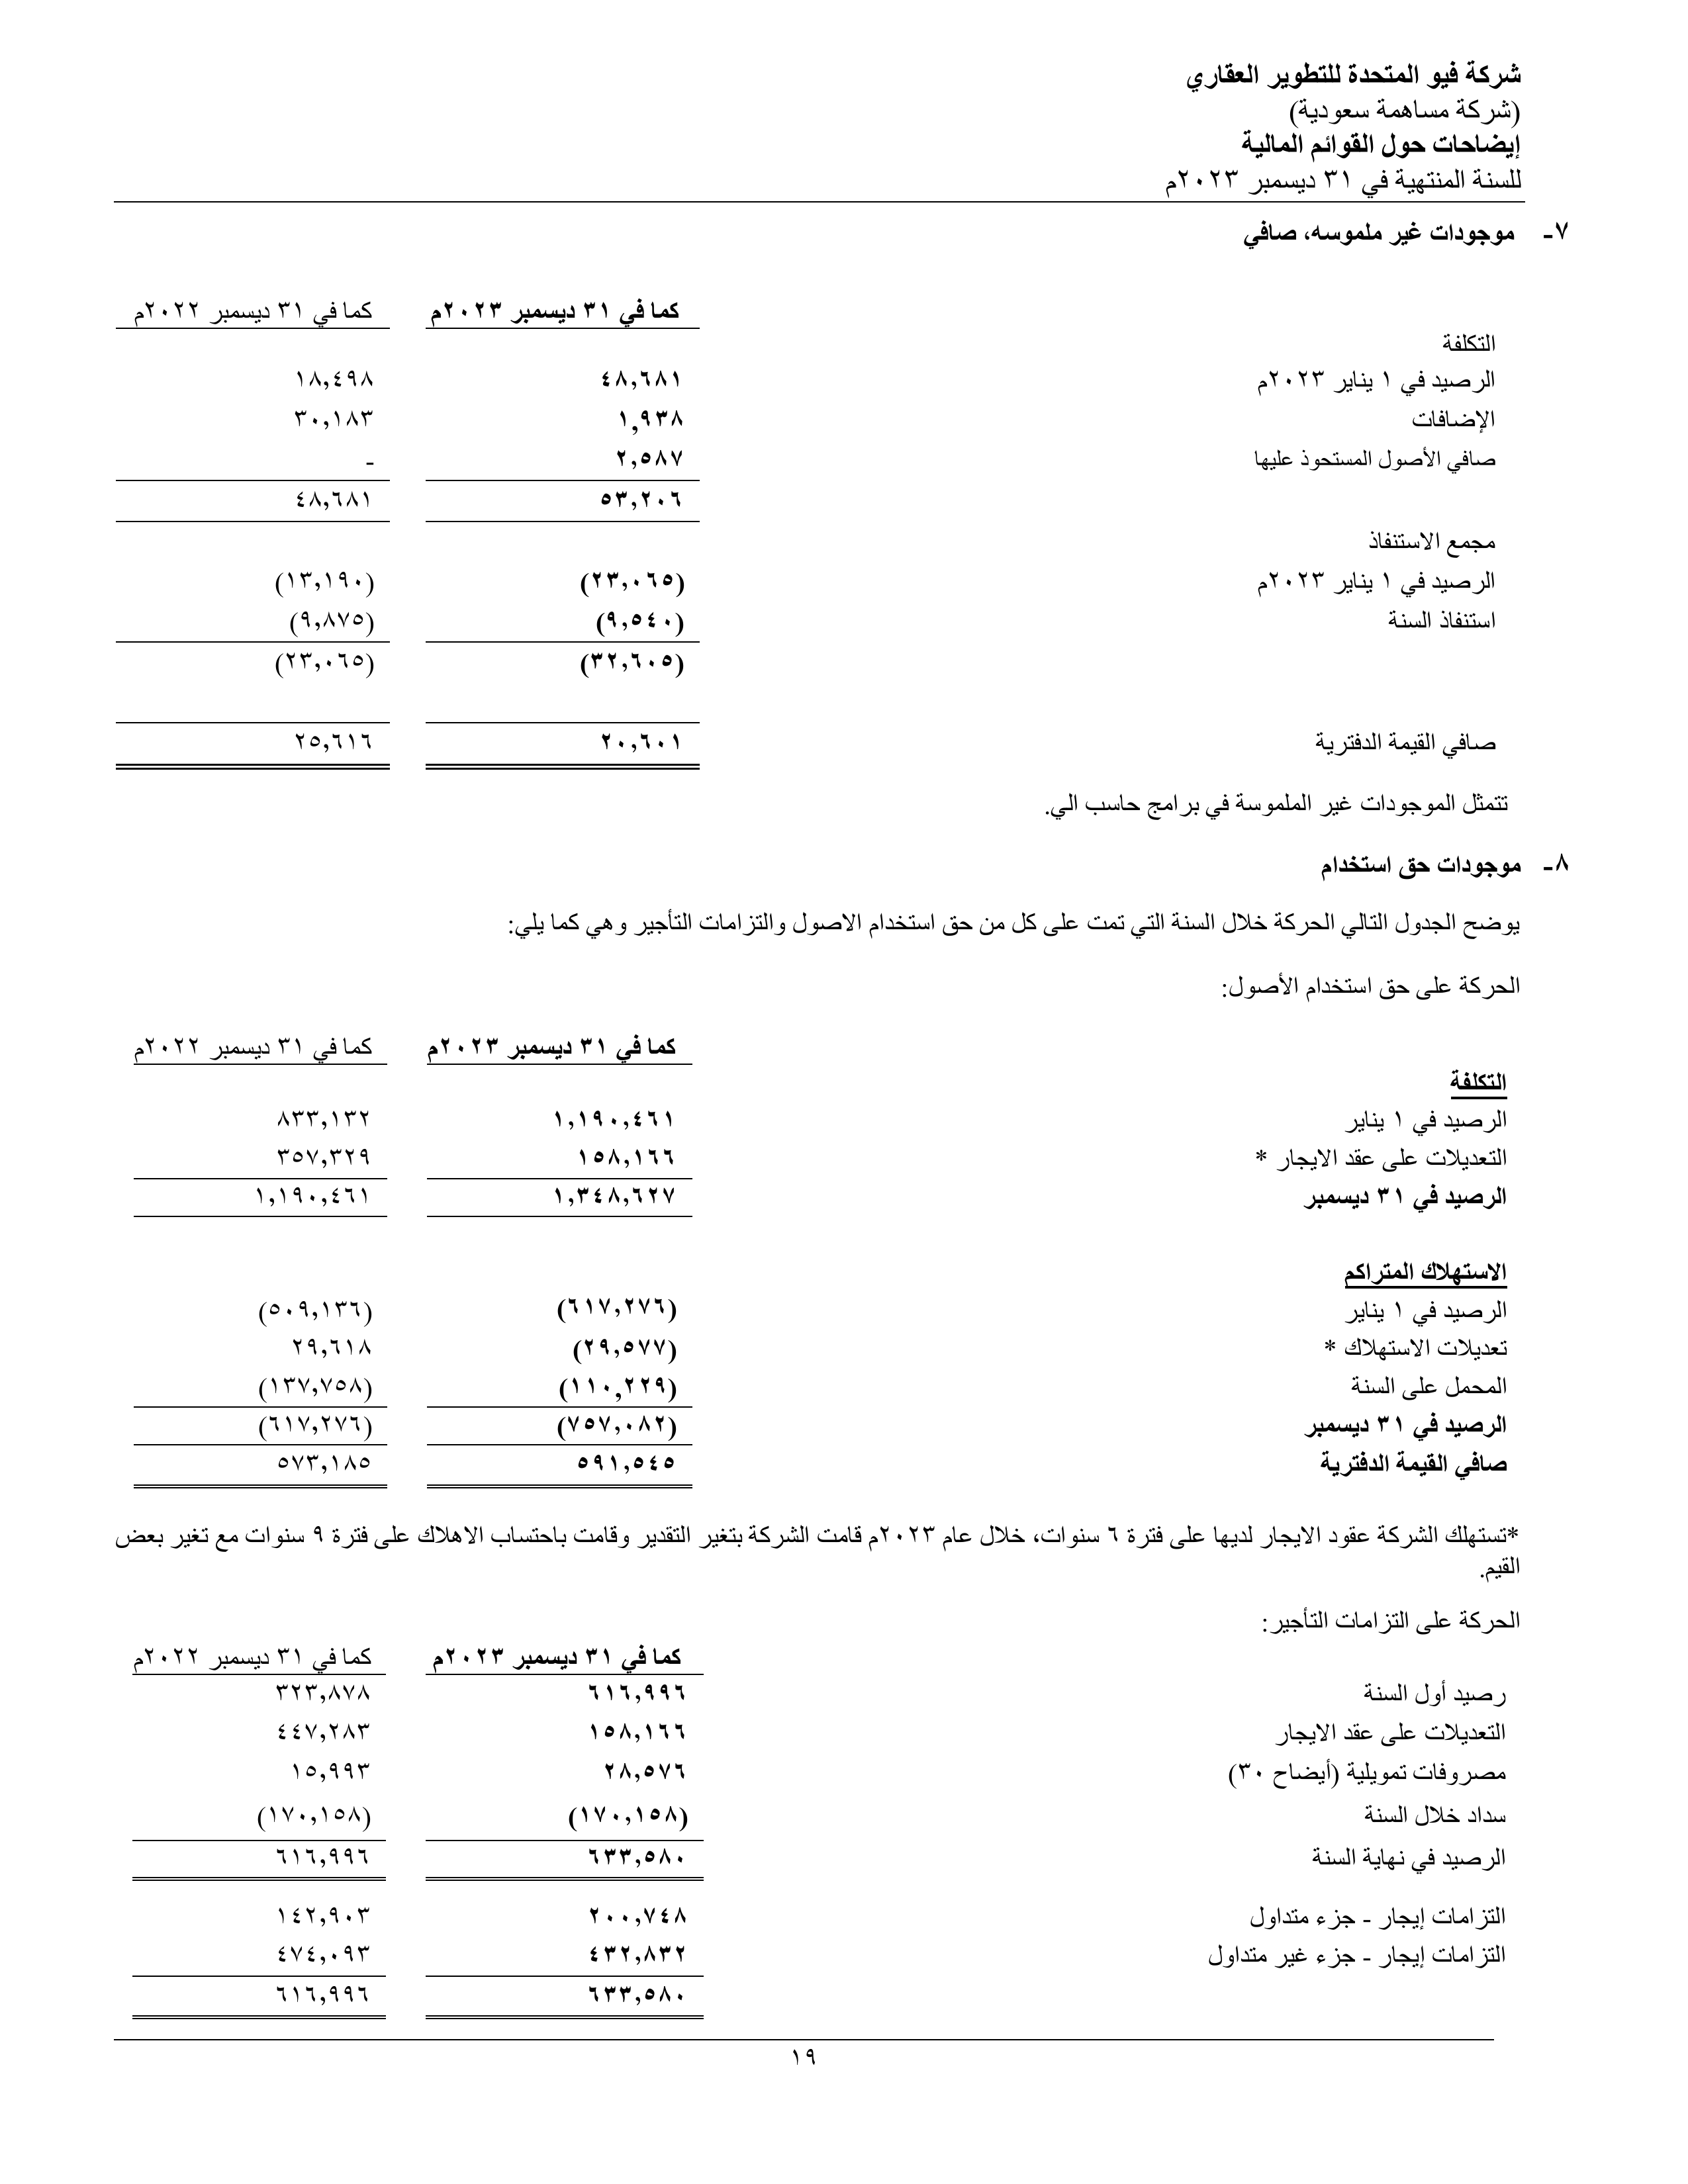 شركة فيو المتحدة للتطوير العقاري
(شركة مساهمة سعودية)
إيضاحات حول القوائم المالية
للسنة المنتهية في ٣١ ديسمبر ٢٠٢٣م
٧- موجودات غير ملموسه، صافي
كما في ٣١ ديسمبر ٢٠٢٣م كما في ٣١ ديسمبر ٢٠٢٢م
التكلفة
الرصيد في ١ يناير ٢٠٢٣م ٤٨,٦٨١ ١٨,٤٩٨
الإضافات ١,٩٣٨ ٣٠,١٨٣
صافي الأصول المستحوذ عليها ٢,٥٨٧ -
٥٣,٢٠٦ ٤٨,٦٨١
مجمع الاستنفاذ
الرصيد في ١ يناير ٢٠٢٣م (٢٣,٠٦٥) (١٣,١٩٠)
استنفاذ السنة (٩,٥٤٠) (٩,٨٧٥)
(٣٢,٦٠٥) (٢٣,٠٦٥)
صافي القيمة الدفترية ٢٠,٦٠١ ٢٥,٦١٦
تتمثل الموجودات غير الملموسة في برامج حاسب الي.
٨- موجودات حق استخدام
يوضح الجدول التالي الحركة خلال السنة التي تمت على كل من حق استخدام الاصول والتزامات التأجير وهي كما يلي:
الحركة على حق استخدام الأصول:
كما في ٣١ ديسمبر ٢٠٢٣م كما في ٣١ ديسمبر ٢٠٢٢م
التكلفة
الرصيد في ١ يناير ١,١٩٠,٤٦١ ٨٣٣,١٣٢
التعديلات على عقد الايجار * ١٥٨,١٦٦ ٣٥٧,٣٢٩
الرصيد في ٣١ ديسمبر ١,٣٤٨,٦٢٧ ١,١٩٠,٤٦١
الاستهلاك المتراكم
الرصيد في ١ يناير (٦١٧,٢٧٦) (٥٠٩,١٣٦)
تعديلات الاستهلاك * (٢٩,٥٧٧) ٢٩,٦١٨
المحمل على السنة (١١٠,٢٢٩) (١٣٧,٧٥٨)
الرصيد في ٣١ ديسمبر (٧٥٧,٠٨٢) (٦١٧,٢٧٦)
صافي القيمة الدفترية ٥٩١,٥٤٥ ٥٧٣,١٨٥
*تستهلك الشركة عقود الايجار لديها على فترة ٦ سنوات، خلال عام ٢٠٢٣م قامت الشركة بتغير التقدير وقامت باحتساب الاهلاك على فترة ٩ سنوات مع تغير بعض
القيم.
الحركة على التزامات التأجير:
كما في ٣١ ديسمبر ٢٠٢٣م كما في ٣١ ديسمبر ٢٠٢٢م
رصيد أول السنة ٦١٦,٩٩٦ ٣٢٣,٨٧٨
التعديلات على عقد الايجار ١٥٨,١٦٦ ٤٤٧,٢٨٣
مصروفات تمويلية (أيضاح ٣٠) ٢٨,٥٧٦ ١٥,٩٩٣
سداد خلال السنة (١٧٠,١٥٨) (١٧٠,١٥٨)
الرصيد في نهاية السنة ٦٣٣,٥٨٠ ٦١٦,٩٩٦
التزامات إيجار - جزء متداول ٢٠٠,٧٤٨ ١٤٢,٩٠٣
التزامات إيجار - جزء غير متداول ٤٣٢,٨٣٢ ٤٧٤,٠٩٣
٦٣٣,٥٨٠ ٦١٦,٩٩٦
١٩